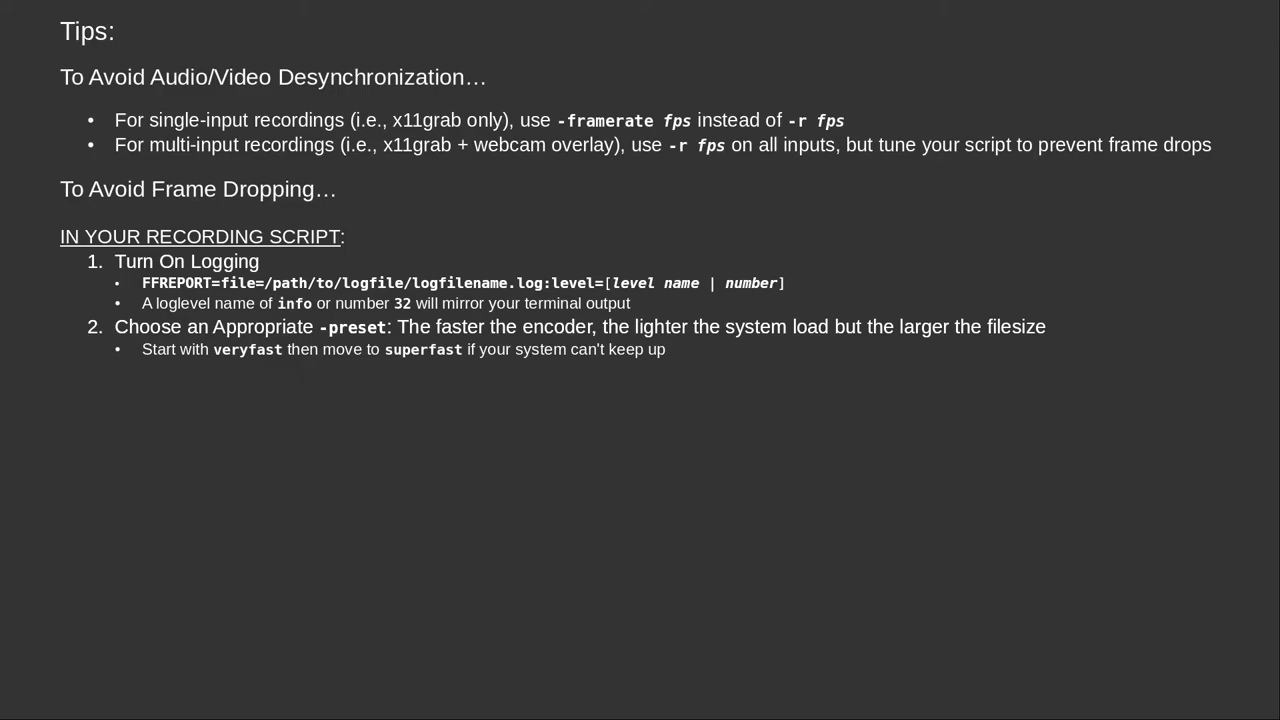 Tips:
To Avoid Audio/Video Desynchronization…
• For single-input recordings (i.e., x11grab only), use -framerate fps instead of -r fps
• For multi-input recordings (i.e., x11grab + webcam overlay), use -r fps on all inputs, but tune your script to prevent frame drops
To Avoid Frame Dropping…
IN YOUR RECORDING SCRIPT:
1. Turn On Logging
• FFREPORT=file=/path/to/logfile/logfilename.log:level=[level name | number]
• A loglevel name of info or number 32 will mirror your terminal output
2. Choose an Appropriate -preset: The faster the encoder, the lighter the system load but the larger the filesize
• Start with veryfast then move to superfast if your system can't keep up